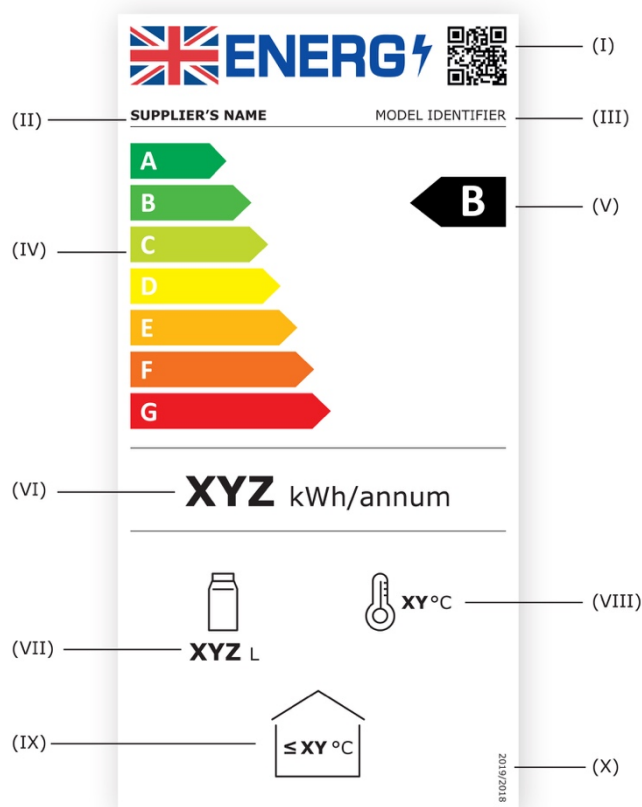 ENERG
(I)
(II)
SUPPLIER'S NAME
MODEL IDENTIFIER
(III)
A
B
B
(V)
(IV)
C
D
E
F
G
(VI)
XYZ kWh/annum
XY°C
(VIII)
(VII)
XYZ L
(IX)
≤ XY °C
2019/2018
(X)